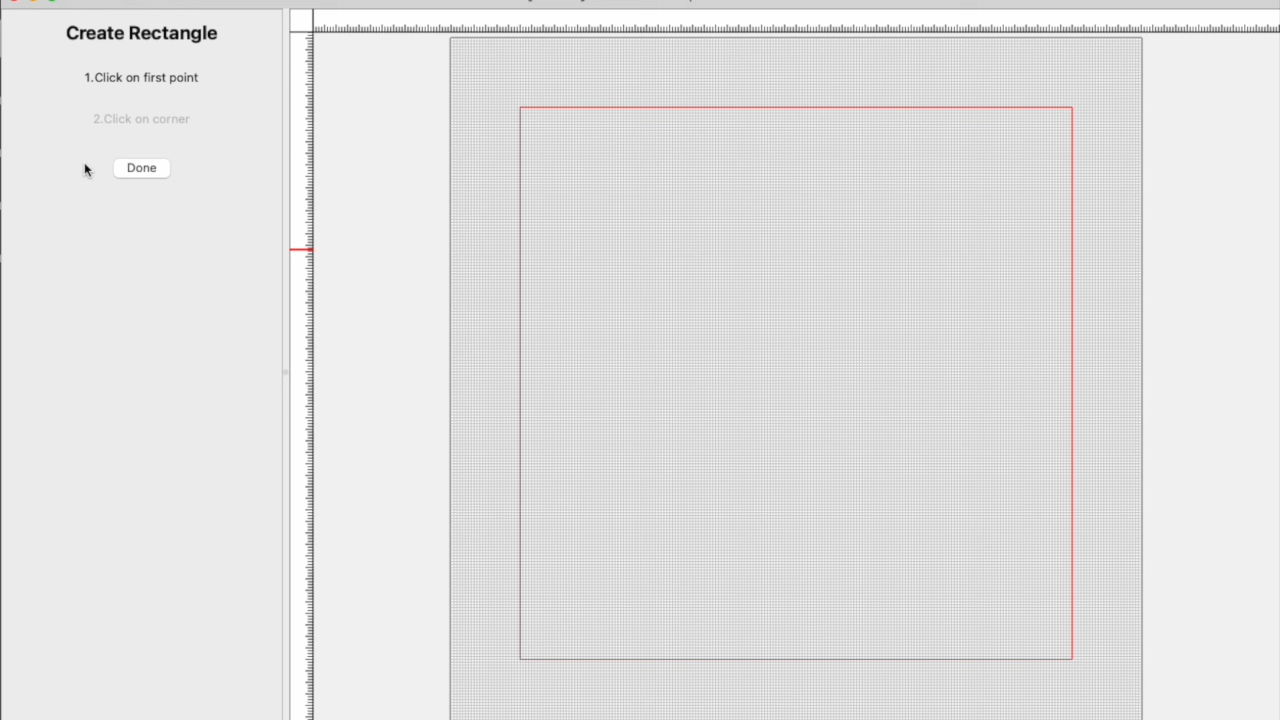 Create Rectangle
1.Click on first point
2.Click on corner
Done